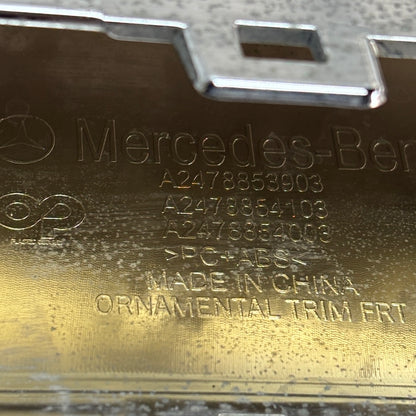 Mercedes-Ben
A2478853903
A2478854103
A2478854003
>PC+ABS<
MADE IN CHINA
ORNAMENTAL TRIM FRT